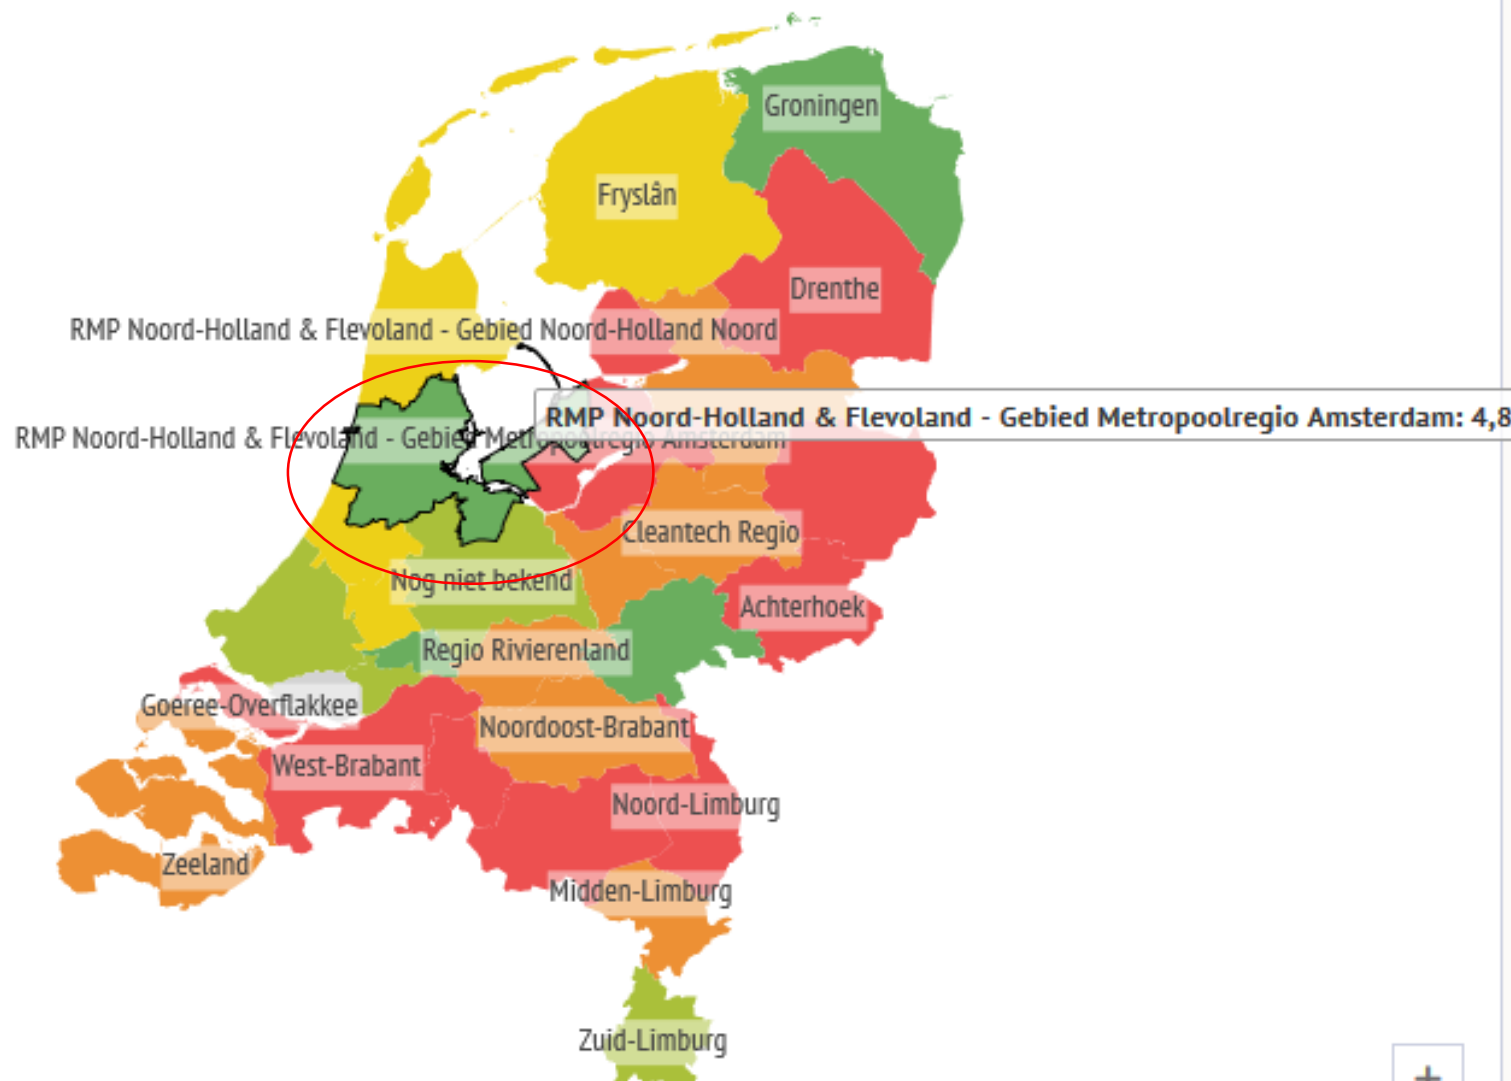 Groningen
Fryslân
Drenthe
RMP Noord-Holland & Flevoland - Gebied Noord-Holland Noord
RMP Noord-Holland & Flevoland - Gebied Metropoolregio Amsterdam: 4,8
RMP Noord-Holland & Flevoland - Gebied Metropoolregio Amsterdam
Cleantech Regio
Nog niet bekend
Achterhoek
Regio Rivierenland
Goeree-Overflakkee
Noordoost-Brabant
West-Brabant
Noord-Limburg
Zeeland
Midden-Limburg
Zuid-Limburg
+